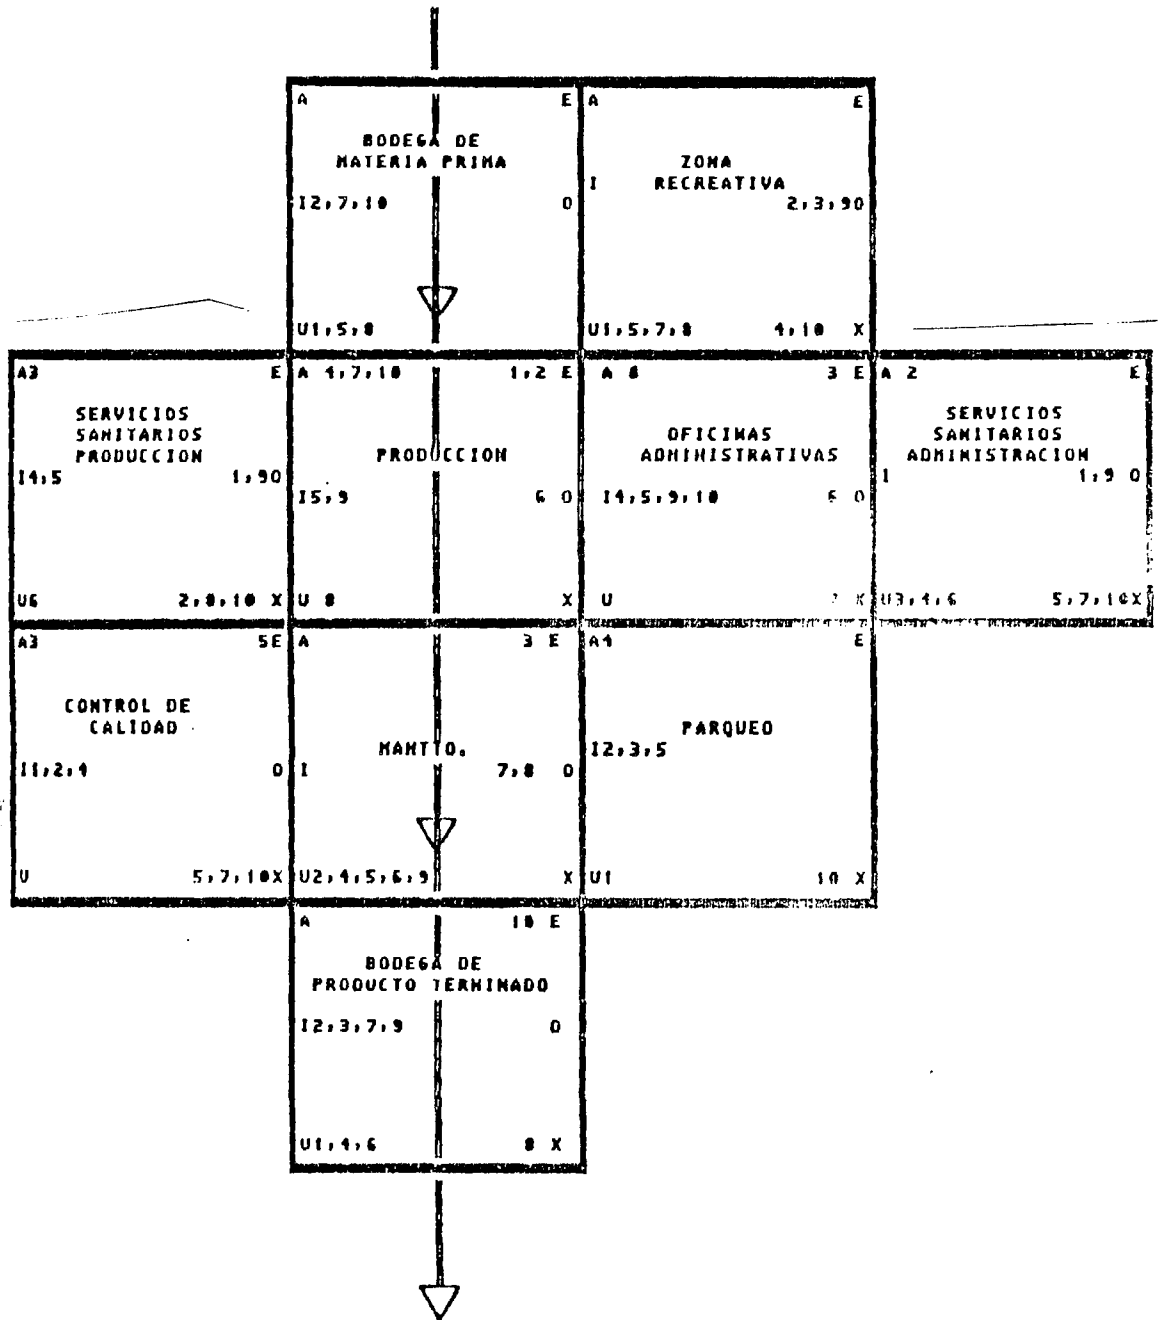 A E
BODEGA DE
MATERIA PRIMA
I2,7,10 O
U1,5,8
A E
ZONA
I RECREATIVA
2,3,9O
U1,5,7,8 4,10 X
A3 E
SERVICIOS
SANITARIOS
PRODUCCION
I4,5 1,9O
U6 2,8,10 X
A 4,7,10 1,2 E
PRODUCCION
I5,9 6 O
U 8 X
A 8 3 E
OFICINAS
ADMINISTRATIVAS
I4,5,9,10 6 O
U X
A 2 E
SERVICIOS
SANITARIOS
ADMINISTRACION
I 1,9 O
U3,4,6 5,7,10X
A3 5E
CONTROL DE
CALIDAD
I1,2,4 O
U 5,7,10X
A 3 E
MANTTO.
I 7,8 O
U2,4,5,6,9 X
A4 E
PARQUEO
I2,3,5
U1 10 X
A 10 E
BODEGA DE
PRODUCTO TERMINADO
I2,3,7,9 O
U1,4,6 8 X